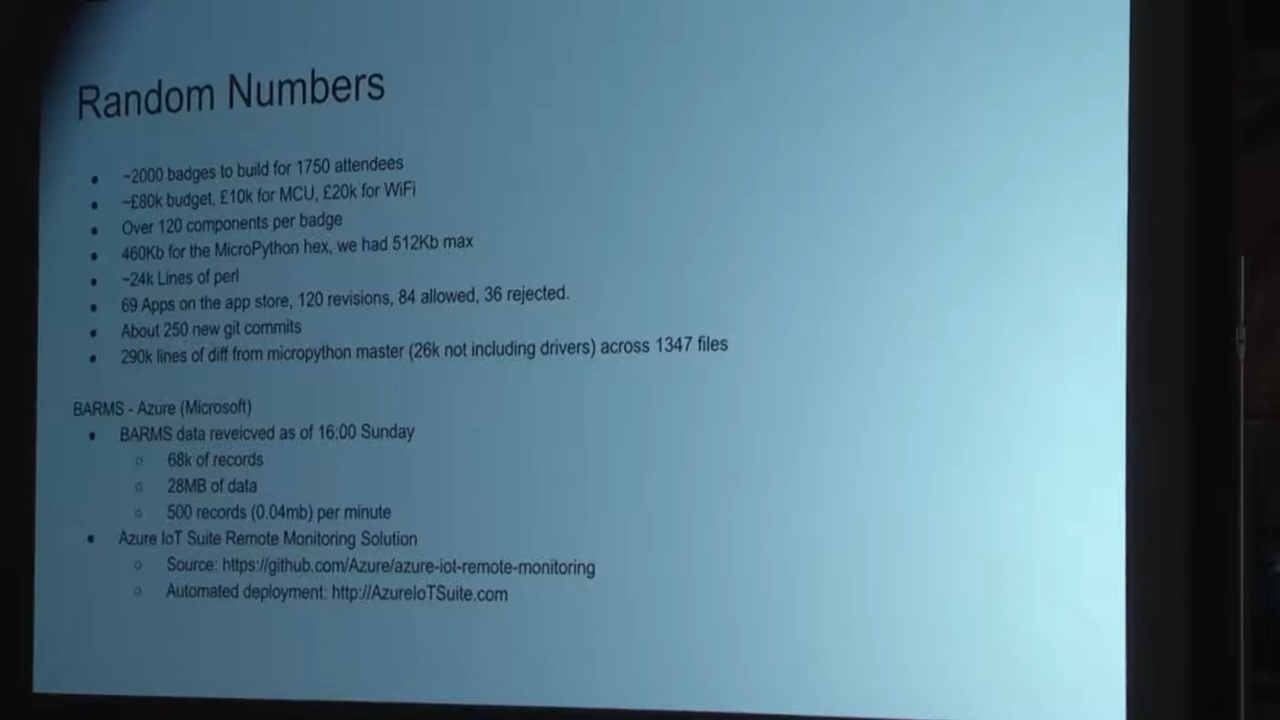 Random Numbers
~2000 badges to build for 1750 attendees
~£80k budget, £10k for MCU, £20k for WiFi
Over 120 components per badge
460Kb for the MicroPython hex, we had 512Kb max
~24k Lines of perl
69 Apps on the app store, 120 revisions, 84 allowed, 36 rejected.
About 250 new git commits
290k lines of diff from micropython master (26k not including drivers) across 1347 files
BARMS - Azure (Microsoft)
BARMS data reveicved as of 16:00 Sunday
68k of records
28MB of data
500 records (0.04mb) per minute
Azure IoT Suite Remote Monitoring Solution
Source: https://github.com/Azure/azure-iot-remote-monitoring
Automated deployment: http://AzureIoTSuite.com